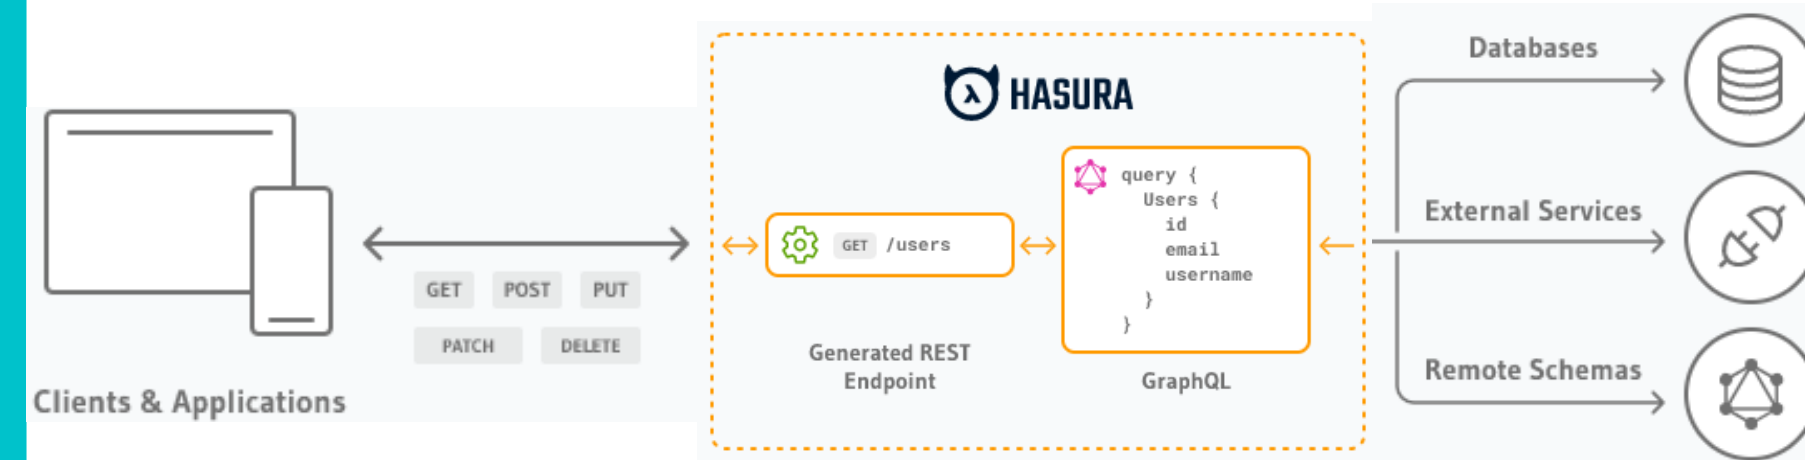 Clients & Applications
GET POST PUT
PATCH DELETE
HASURA
GET /users
Generated REST
Endpoint
query {
Users {
id
email
username
}
}
GraphQL
Databases
External Services
Remote Schemas